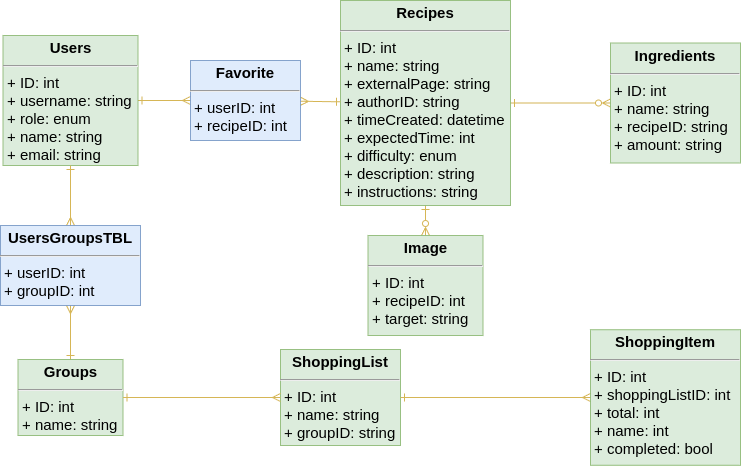 Users
+ ID: int
+ username: string
+ role: enum
+ name: string
+ email: string
Favorite
+ userID: int
+ recipeID: int
Recipes
+ ID: int
+ name: string
+ externalPage: string
+ authorID: string
+ timeCreated: datetime
+ expectedTime: int
+ difficulty: enum
+ description: string
+ instructions: string
Ingredients
+ ID: int
+ name: string
+ recipeID: string
+ amount: string
UsersGroupsTBL
+ userID: int
+ groupID: int
Image
+ ID: int
+ recipeID: int
+ target: string
Groups
+ ID: int
+ name: string
ShoppingList
+ ID: int
+ name: string
+ groupID: string
ShoppingItem
+ ID: int
+ shoppingListID: int
+ total: int
+ name: int
+ completed: bool